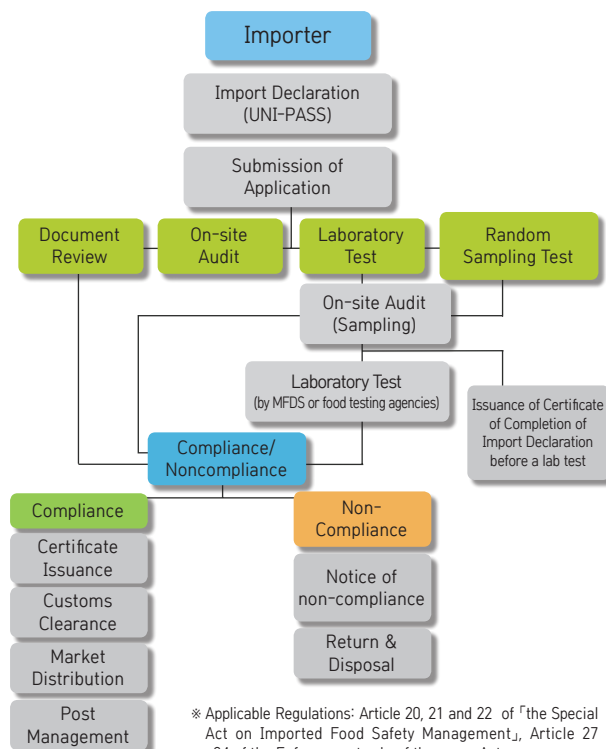 Importer
Import Declaration
(UNI-PASS)
Submission of
Application
Document
Review
On-site
Audit
Laboratory
Test
Random
Sampling Test
On-site Audit
(Sampling)
Laboratory Test
(by MFDS or food testing agencies)
Issuance of Certificate
of Completion of
Import Declaration
before a lab test
Compliance/
Noncompliance
Compliance
Certificate
Issuance
Customs
Clearance
Market
Distribution
Post
Management
Non-
Compliance
Notice of
non-compliance
Return &
Disposal
※ Applicable Regulations: Article 20, 21 and 22 of「the Special
Act on Imported Food Safety Management」, Article 27